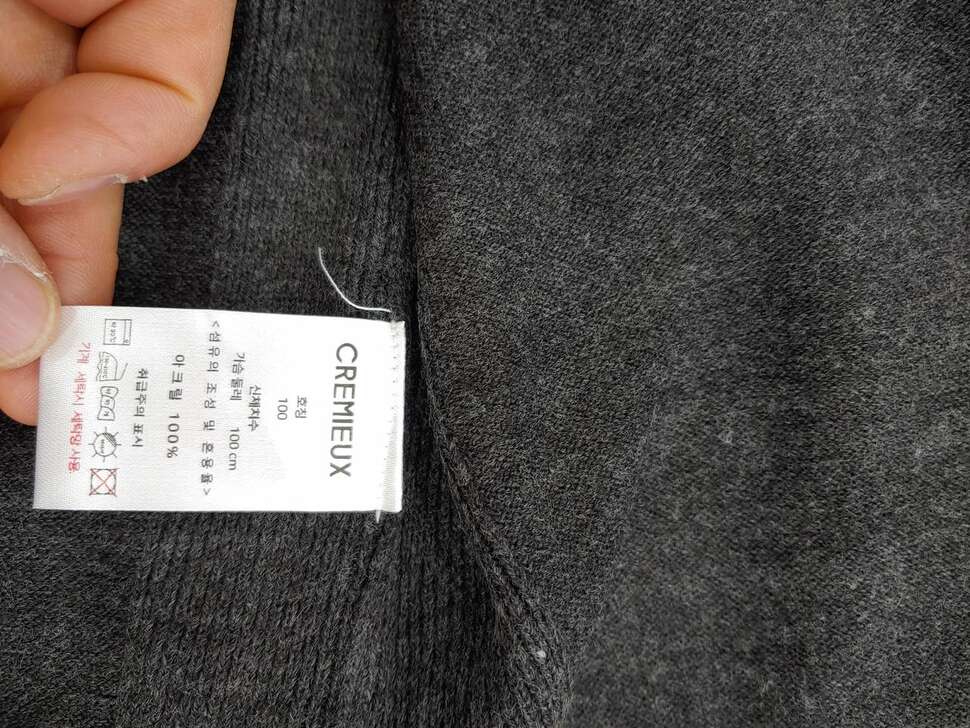 CREMIEUX
호칭
100
신체치수
가슴둘레 100 cm
<섬유의 조성 및 혼용율>
아크릴 100%
취급주의 표시
기계 세탁시 세탁망 사용.